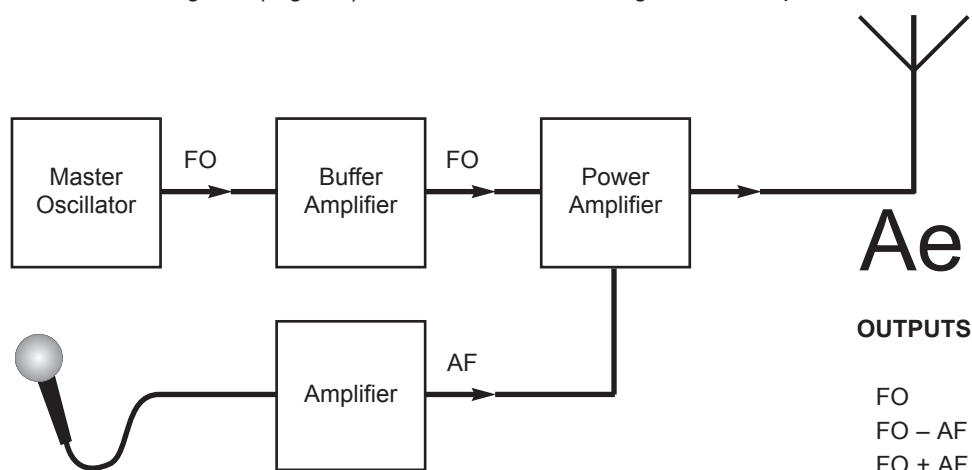 FO
FO
Master
Oscillator
Buffer
Amplifier
Power
Amplifier
Ae
OUTPUTS
AF
Amplifier
FO
FO – AF
FO + AF